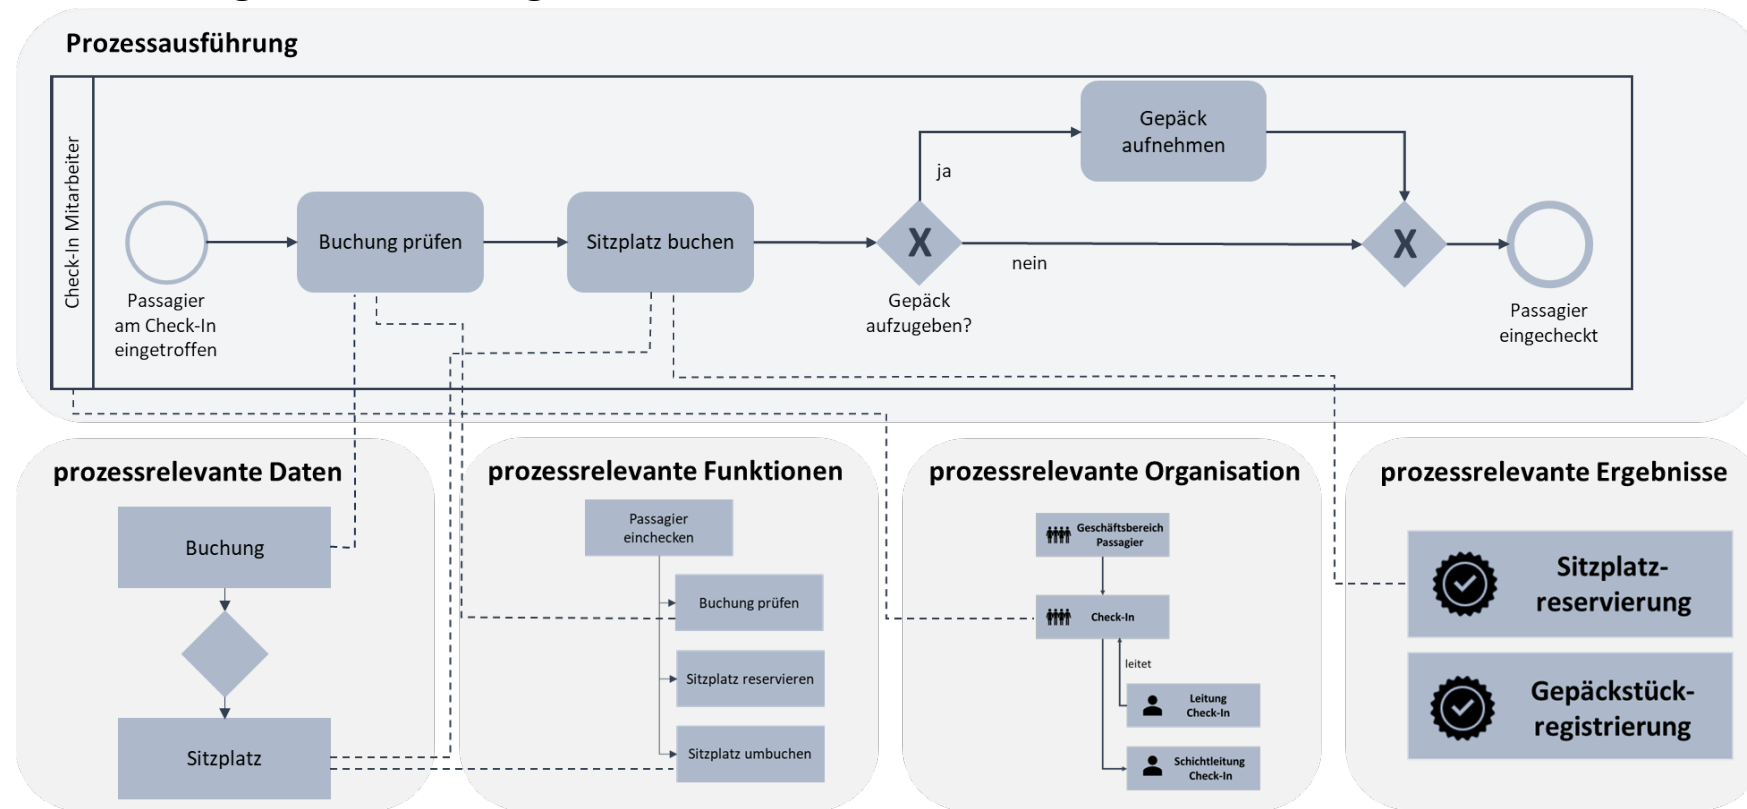 Prozessausführung
Check-In Mitarbeiter
Passagier
am Check-In
eingetroffen
Buchung prüfen
Sitzplatz buchen
X
Gepäck
aufzugeben?
ja
nein
Gepäck
aufnehmen
X
Passagier
eingecheckt
prozessrelevante Daten
Buchung
Sitzplatz
prozessrelevante Funktionen
Passagier
einchecken
Buchung prüfen
Sitzplatz reservieren
Sitzplatz umbuchen
prozessrelevante Organisation
Geschäftsbereich
Passagier
Check-In
leitet
Leitung
Check-In
Schichtleitung
Check-In
prozessrelevante Ergebnisse
Sitzplatz-
reservierung
Gepäckstück-
registrierung